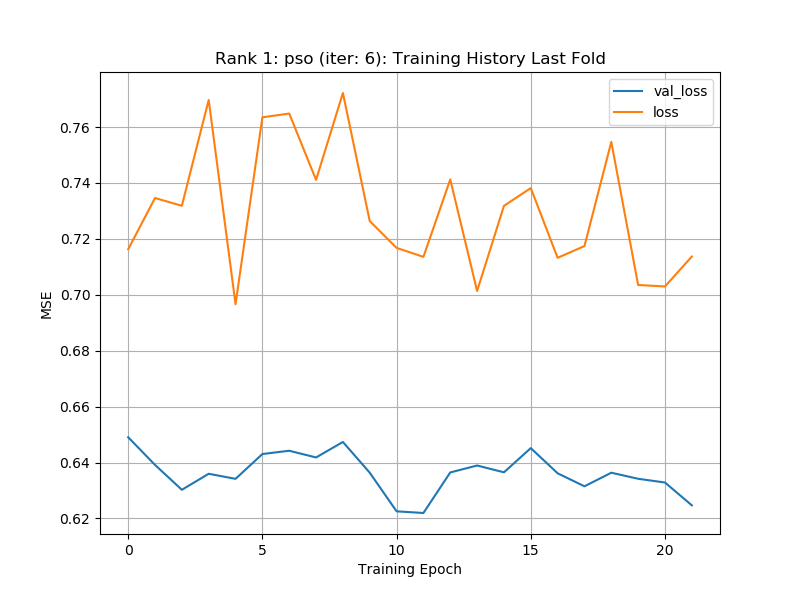 Rank 1: pso (iter: 6): Training History Last Fold
val_loss
loss
0.76
0.74
0.72
0.70
0.68
0.66
0.64
0.62
MSE
0
5
10
15
20
Training Epoch